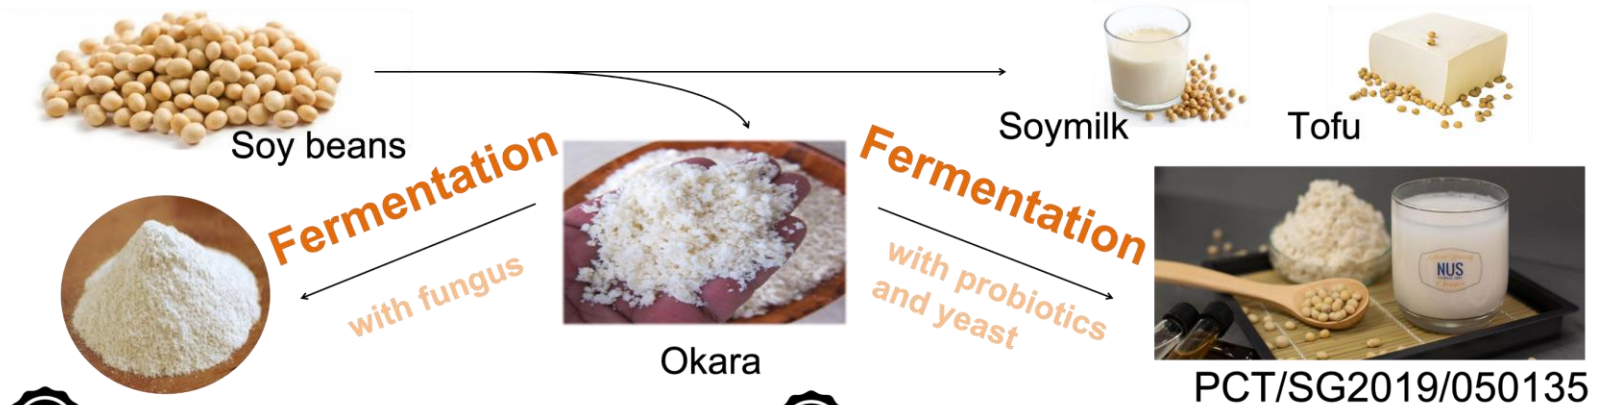 Soy beans
Soymilk
Tofu
Fermentation
with fungus
Okara
Fermentation
with probiotics
and yeast
NUS
PCT/SG2019/050135